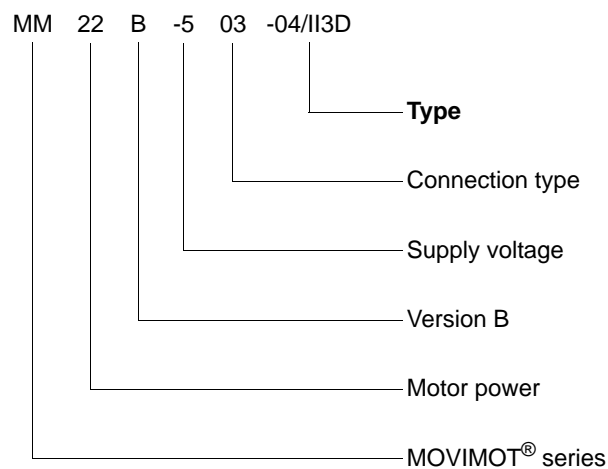 MM 22 B -5 03 -04/II3D
Type
Connection type
Supply voltage
Version B
Motor power
MOVIMOT® series